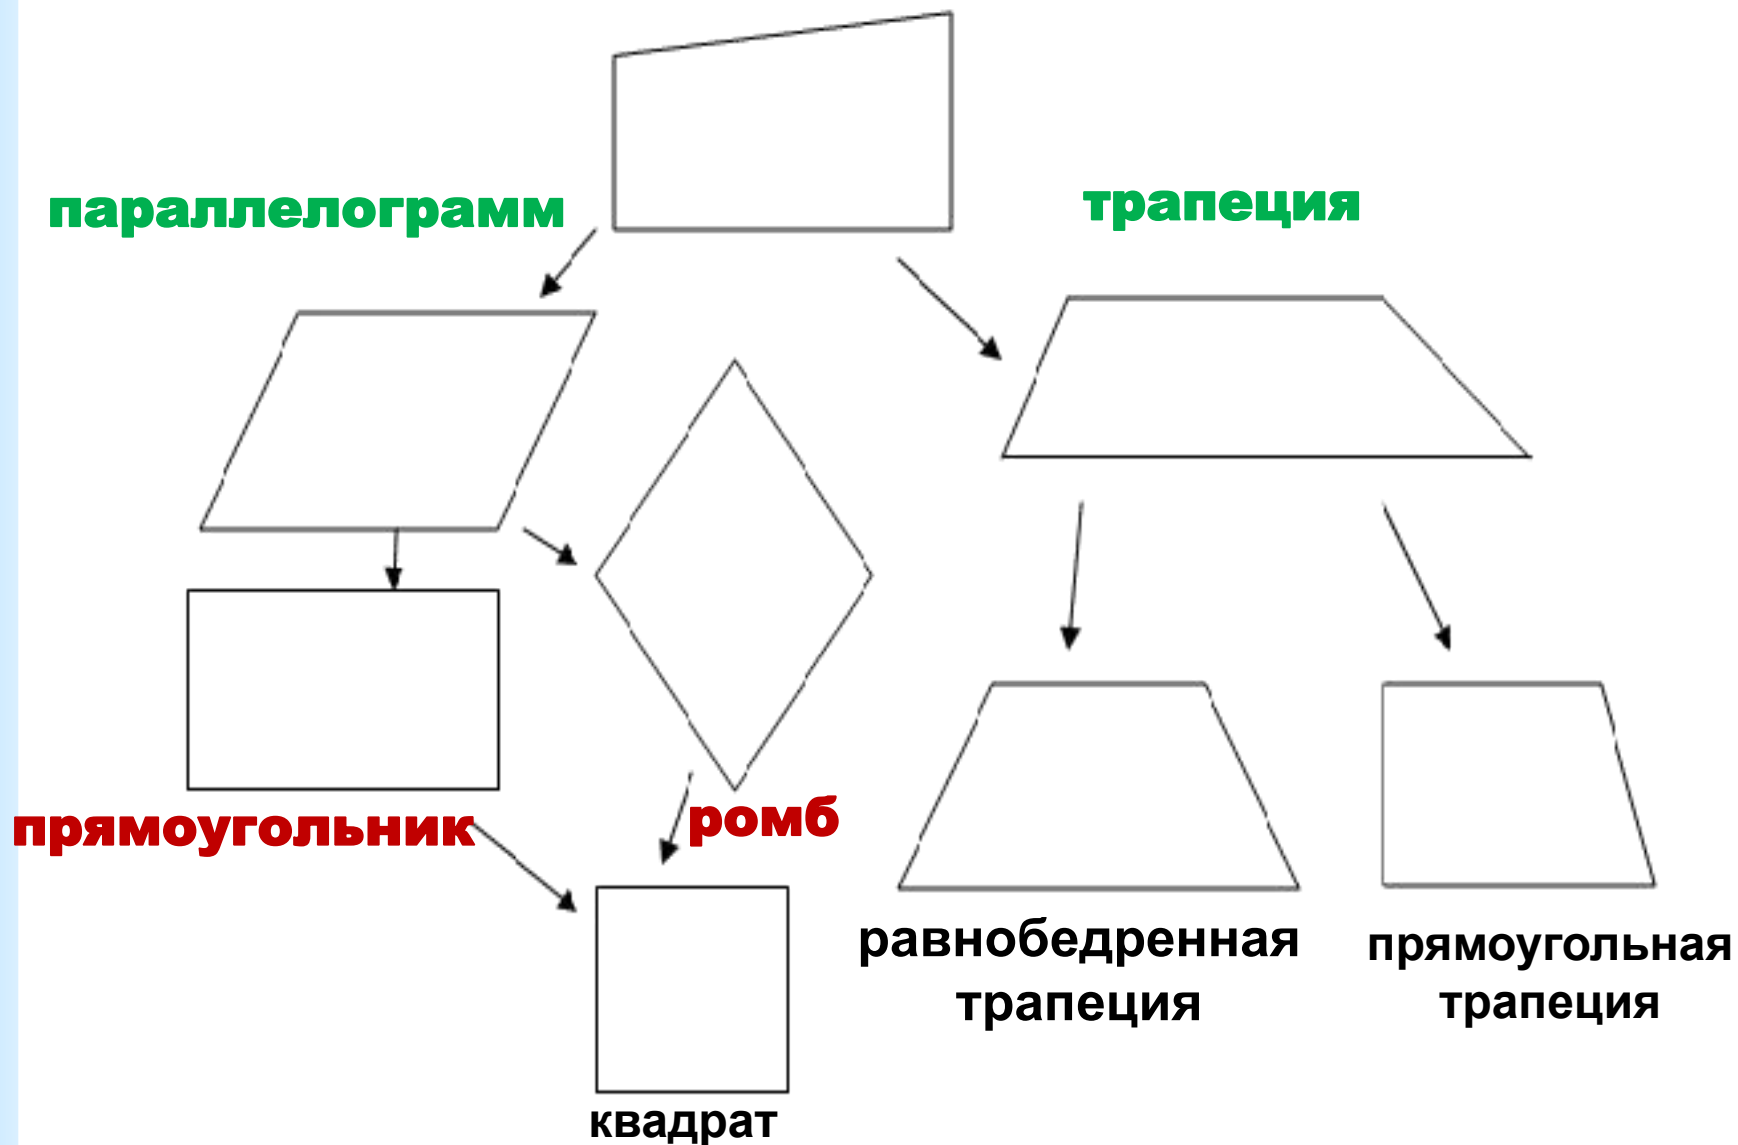 параллелограмм
трапеция
прямоугольник
ромб
равнобедренная
трапеция
прямоугольная
трапеция
квадрат